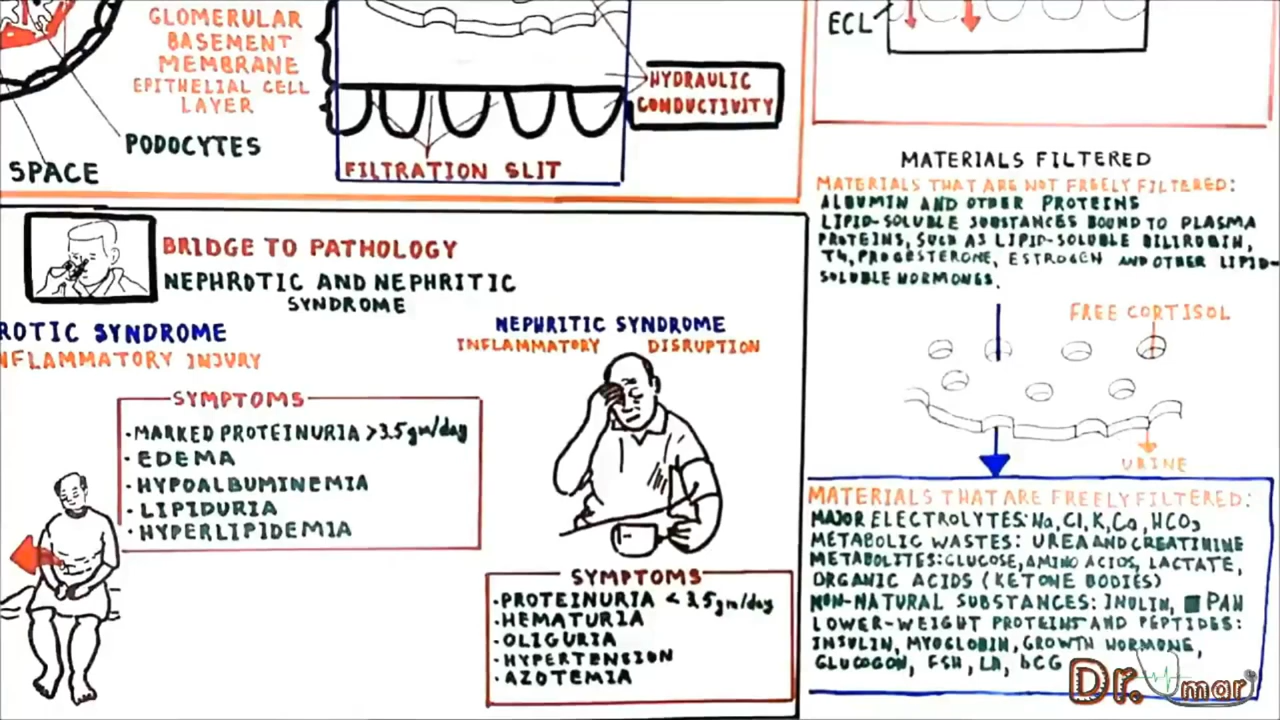 GLOMERULAR
BASEMENT
MEMBRANE
EPITHELIAL CELL
LAYER
PODOCYTES
SPACE
HYDRAULIC
CONDUCTIVITY
FILTRATION SLIT
ECL
BRIDGE TO PATHOLOGY
NEPHROTIC AND NEPHRITIC
SYNDROME
ROTIC SYNDROME
NFLAMMATORY INJURY
SYMPTOMS
•MARKED PROTEINURIA >3.5gm/day
•EDEMA
•HYPOALBUMINEMIA
•LIPIDURIA
•HYPERLIPIDEMIA
NEPHRITIC SYNDROME
INFLAMMATORY DISRUPTION
SYMPTOMS
•PROTEINURIA <3.5gm/day
•HEMATURIA
•OLIGURIA
•HYPERTENSION
•AZOTEMIA
MATERIALS FILTERED
MATERIALS THAT ARE NOT FREELY FILTERED:
ALBUMIN AND OTHER PROTEINS
LIPID-SOLUBLE SUBSTANCES BOUND TO PLASMA
PROTEINS, SUCH AS LIPID-SOLUBLE BILIROBIN,
T4, PROGESTERONE, ESTROGEN AND OTHER LIPID-
SOLUBLE HORMONES.
FREE CORTISOL
URINE
MATERIALS THAT ARE FREELY FILTERED:
MAJOR ELECTROLYTES: Na, Cl, K, Ca, HCO3
METABOLIC WASTES: UREA AND CREATININE
METABOLITES: GLUCOSE, AMINO ACIDS, LACTATE,
ORGANIC ACIDS (KETONE BODIES)
NON-NATURAL SUBSTANCES: INULIN, PAH
LOWER-WEIGHT PROTEINS AND PEPTIDES:
INSULIN, MYOGLOBIN, GROWTH HORMONE,
GLUCOGON, FSH, LH, hCG
Dr. Umar